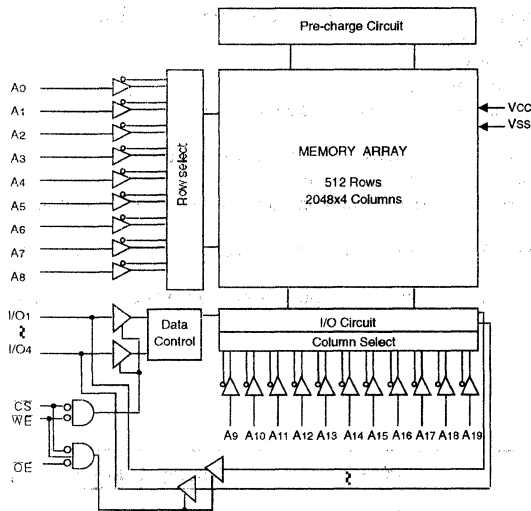 Pre-charge Circuit
A0
A1
A2
A3
A4
A5
A6
A7
A8
Row select
MEMORY ARRAY
512 Rows
2048x4 Columns
Vcc
Vss
I/O1
I/O4
Data
Control
I/O Circuit
Column Select
A9 A10 A11 A12 A13 A14 A15 A16 A17 A18 A19
CS
WE
OE